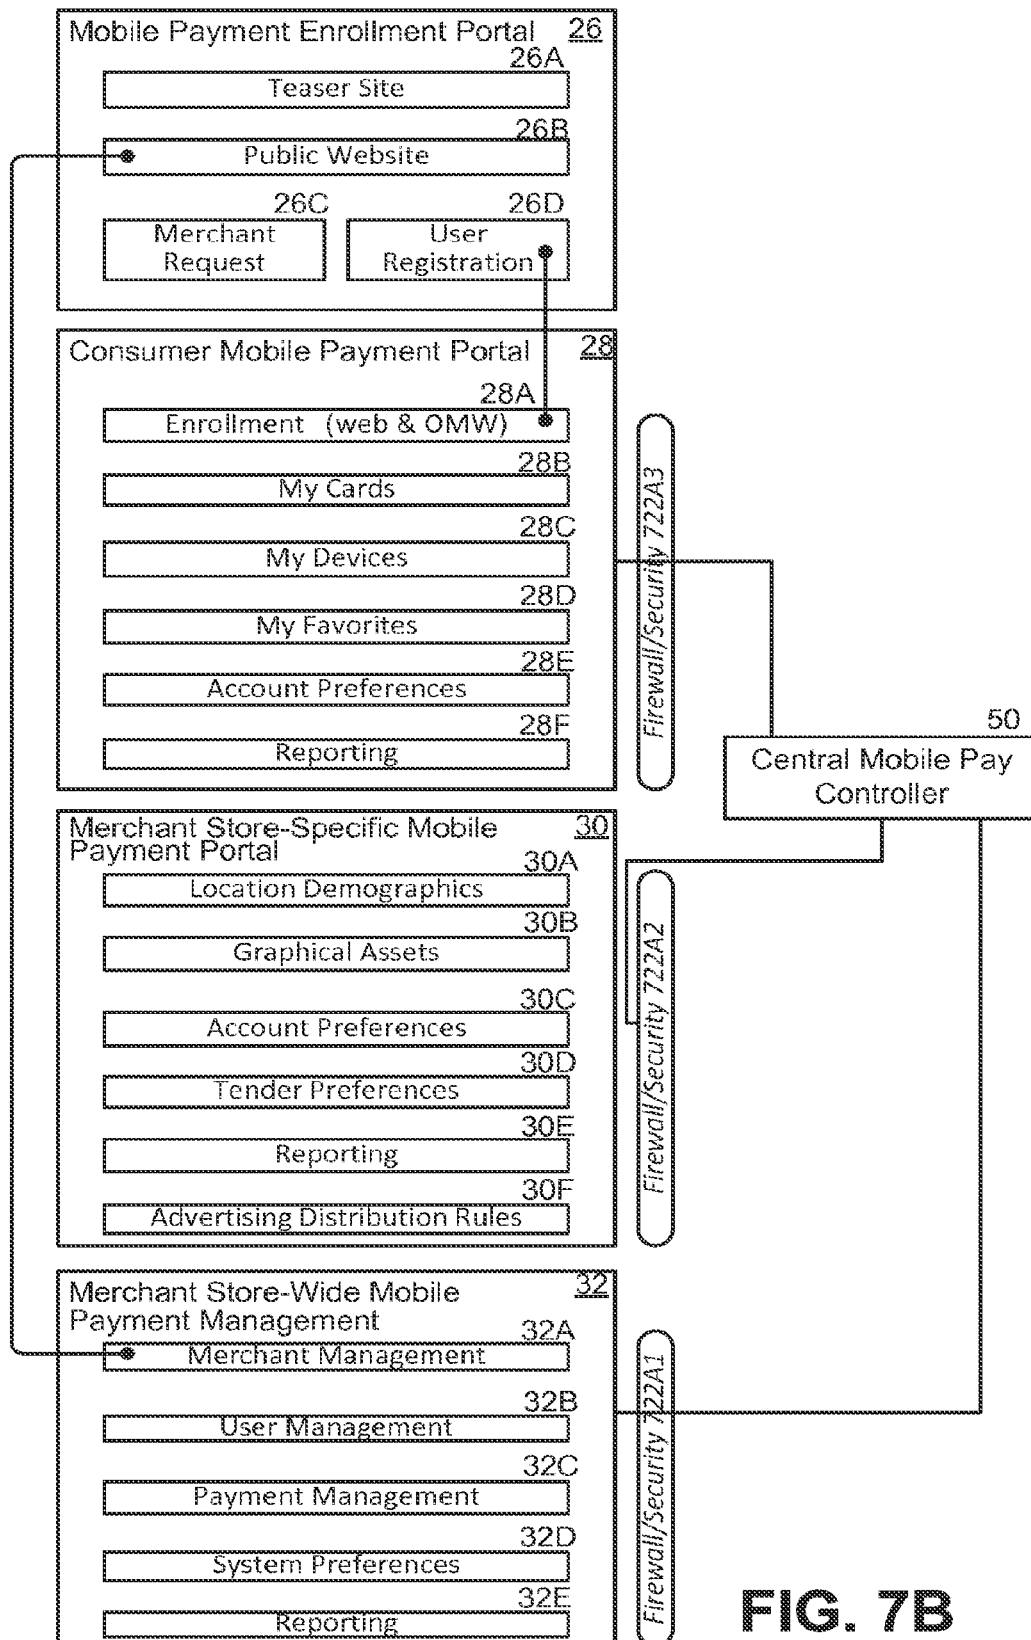 Mobile Payment Enrollment Portal 26
26A
Teaser Site
26B
Public Website
26C
Merchant
Request
26D
User
Registration
Consumer Mobile Payment Portal 28
28A
Enrollment (web & OMW)
28B
My Cards
28C
My Devices
28D
My Favorites
28E
Account Preferences
28F
Reporting
Firewall/Security 722A3
50
Central Mobile Pay
Controller
Merchant Store-Specific Mobile 30
Payment Portal
30A
Location Demographics
30B
Graphical Assets
30C
Account Preferences
30D
Tender Preferences
30E
Reporting
30F
Advertising Distribution Rules
Firewall/Security 722A2
Merchant Store-Wide Mobile 32
Payment Management
32A
Merchant Management
32B
User Management
32C
Payment Management
32D
System Preferences
32E
Reporting
Firewall/Security 722A1
FIG. 7B